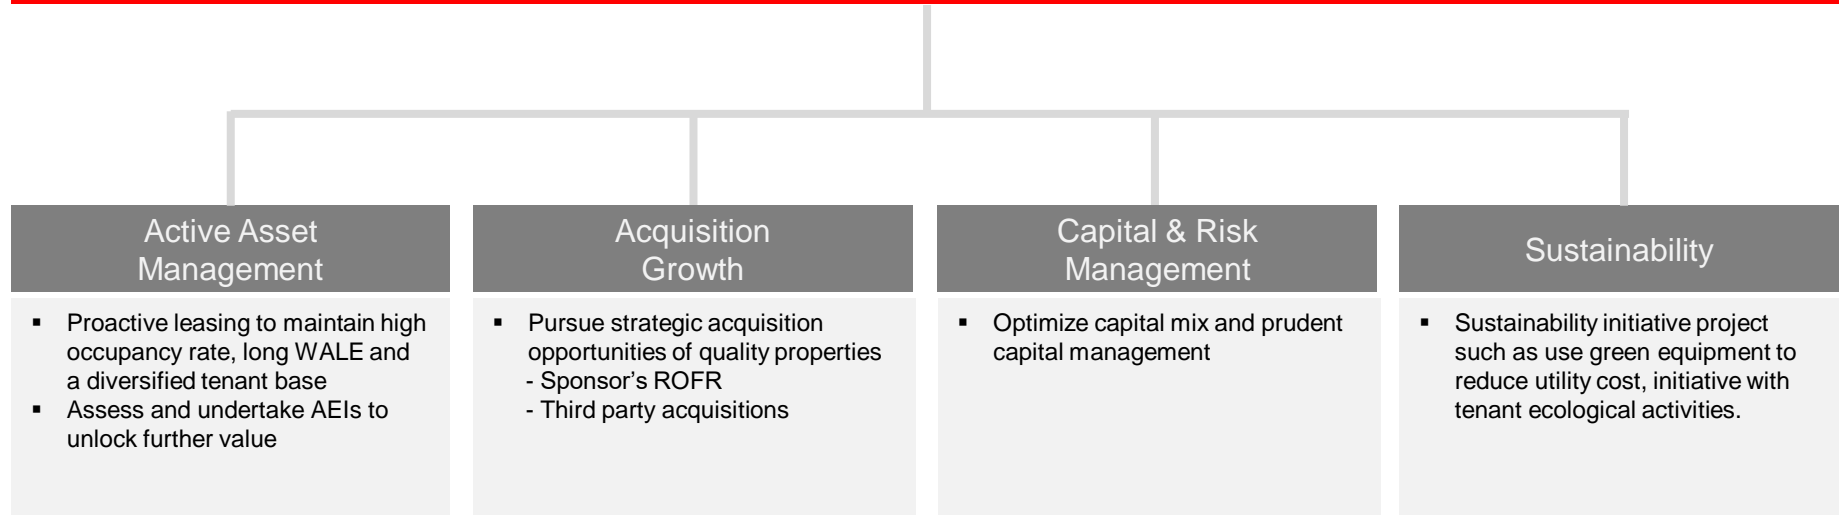 Active Asset
Management
▪ Proactive leasing to maintain high
occupancy rate, long WALE and
a diversified tenant base
▪ Assess and undertake AEIs to
unlock further value
Acquisition
Growth
▪ Pursue strategic acquisition
opportunities of quality properties
- Sponsor’s ROFR
- Third party acquisitions
Capital & Risk
Management
▪ Optimize capital mix and prudent
capital management
Sustainability
▪ Sustainability initiative project
such as use green equipment to
reduce utility cost, initiative with
tenant ecological activities.